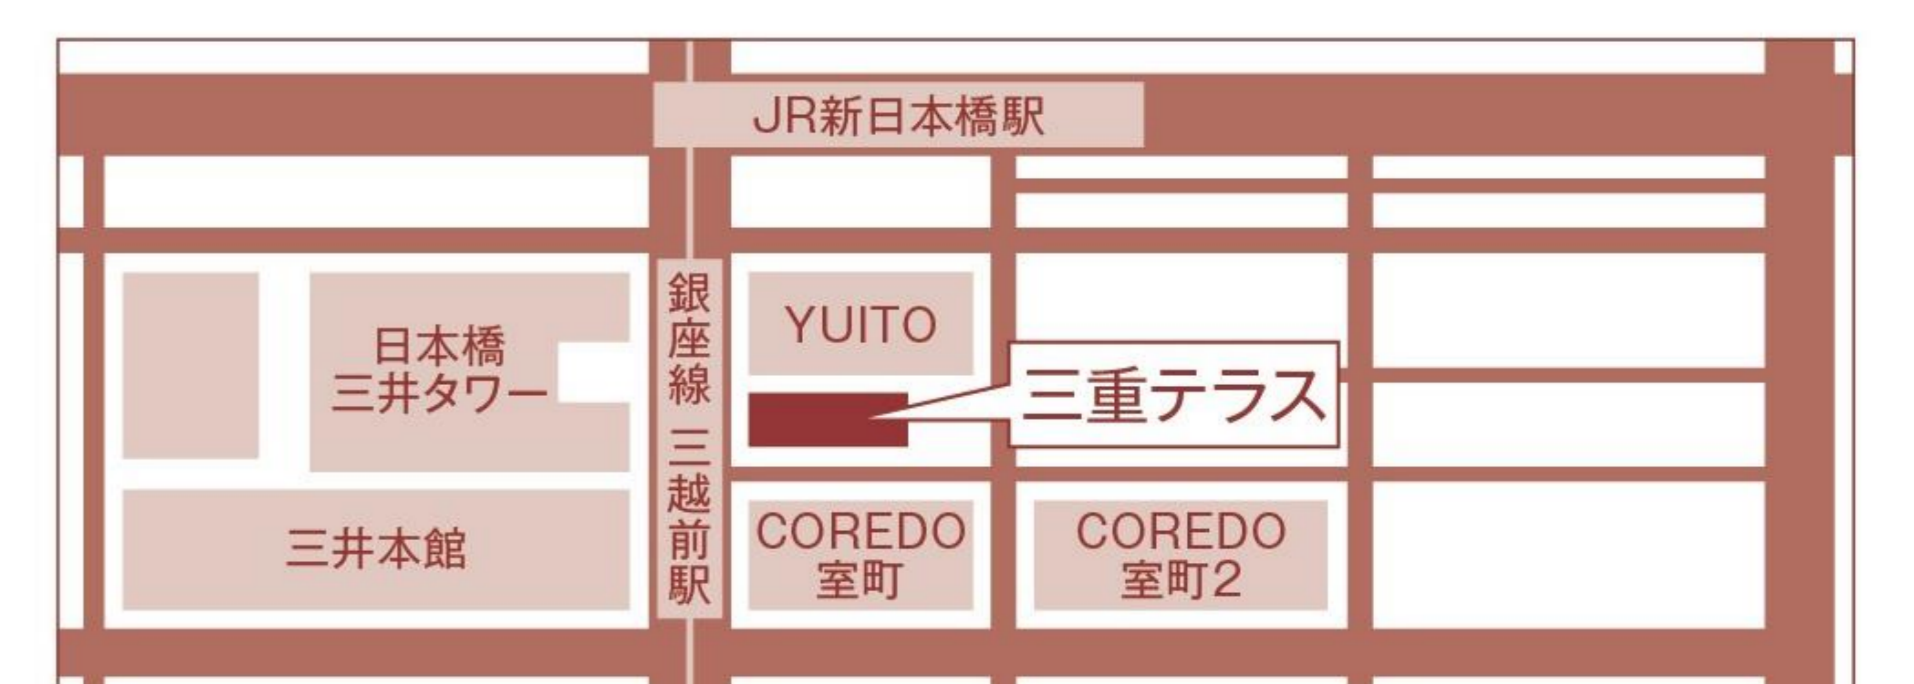 JR新日本橋駅
日本橋
三井タワー
銀座線 三越前駅
YUITO
三重テラス
三井本館
COREDO
室町
COREDO
室町2